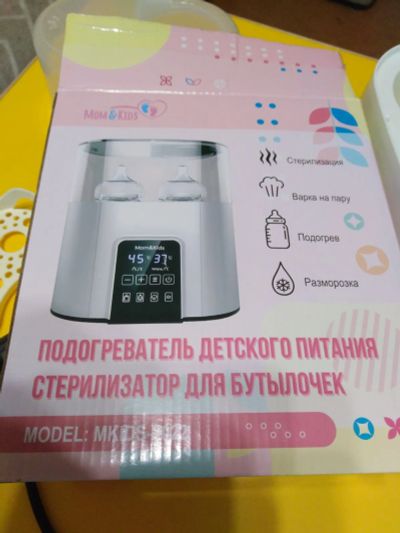 Mom&Kids
Стерилизация
Варка на пару
Подогрев
Разморозка
Mom&Kids
45 37
ПОДОГРЕВАТЕЛЬ ДЕТСКОГО ПИТАНИЯ
СТЕРИЛИЗАТОР ДЛЯ БУТЫЛОЧЕК
MODEL: